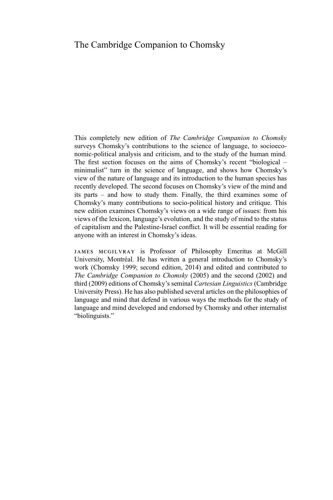 The Cambridge Companion to Chomsky
This completely new edition of The Cambridge Companion to Chomsky
surveys Chomsky's contributions to the science of language, to socioeco-
nomic-political analysis and criticism, and to the study of the human mind.
The first section focuses on the aims of Chomsky's recent “biological –
minimalist” turn in the science of language, and shows how Chomsky's
view of the nature of language and its introduction to the human species has
recently developed. The second focuses on Chomsky's view of the mind and
its parts – and how to study them. Finally, the third examines some of
Chomsky's many contributions to socio-political history and critique. This
new edition examines Chomsky's views on a wide range of issues: from his
views of the lexicon, language's evolution, and the study of mind to the status
of capitalism and the Palestine-Israel conflict. It will be essential reading for
anyone with an interest in Chomsky's ideas.
JAMES MCGILVRAY is Professor of Philosophy Emeritus at McGill
University, Montréal. He has written a general introduction to Chomsky's
work (Chomsky 1999; second edition, 2014) and edited and contributed to
The Cambridge Companion to Chomsky (2005) and the second (2002) and
third (2009) editions of Chomsky's seminal Cartesian Linguistics (Cambridge
University Press). He has also published several articles on the philosophies of
language and mind that defend in various ways the methods for the study of
language and mind developed and endorsed by Chomsky and other internalist
“biolinguists.”